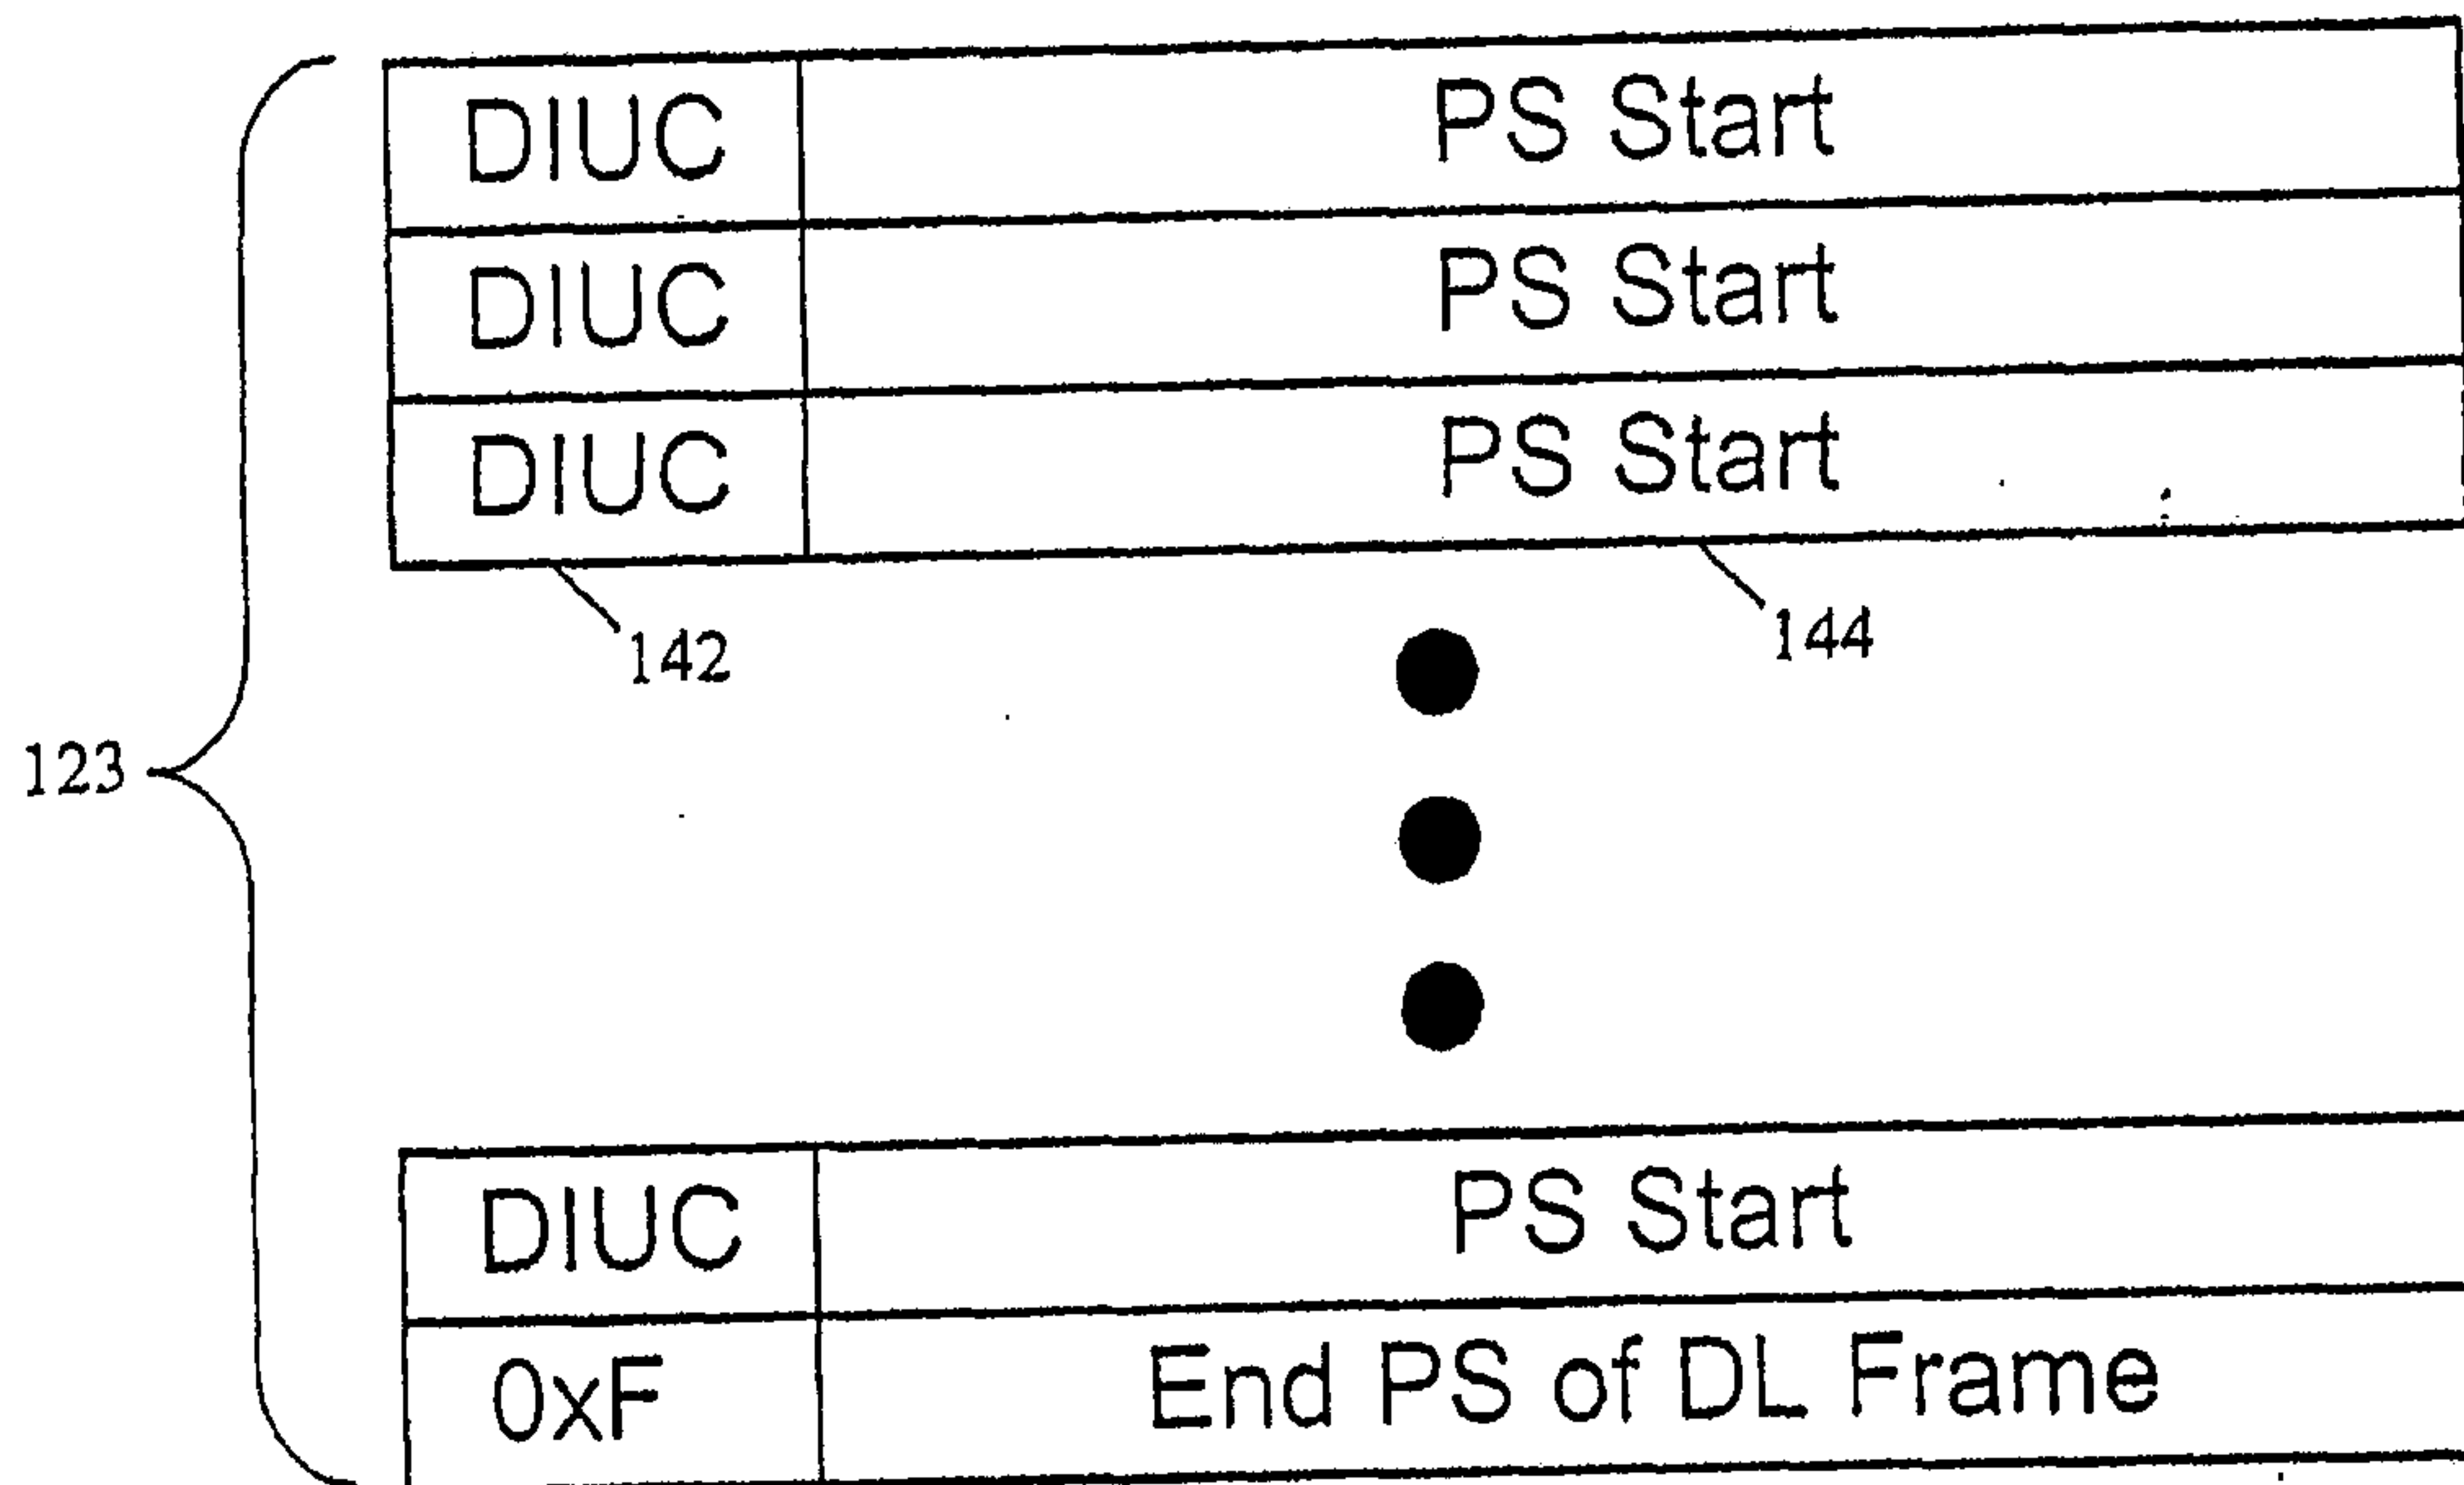 DIUC PS Start
DIUC PS Start
DIUC PS Start
142 144
123
DIUC PS Start
0xF End PS of DL Frame